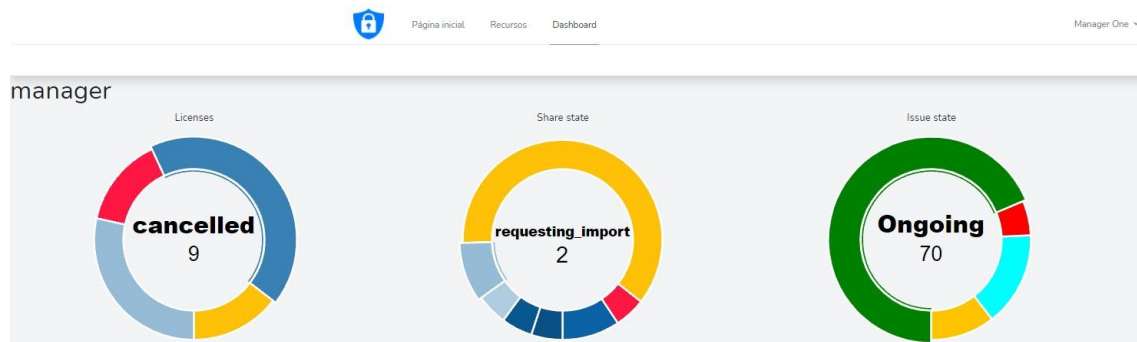 Página inicial Recursos Dashboard Manager One
manager
Licenses Share state Issue state
cancelled requesting_import Ongoing
9 2 70